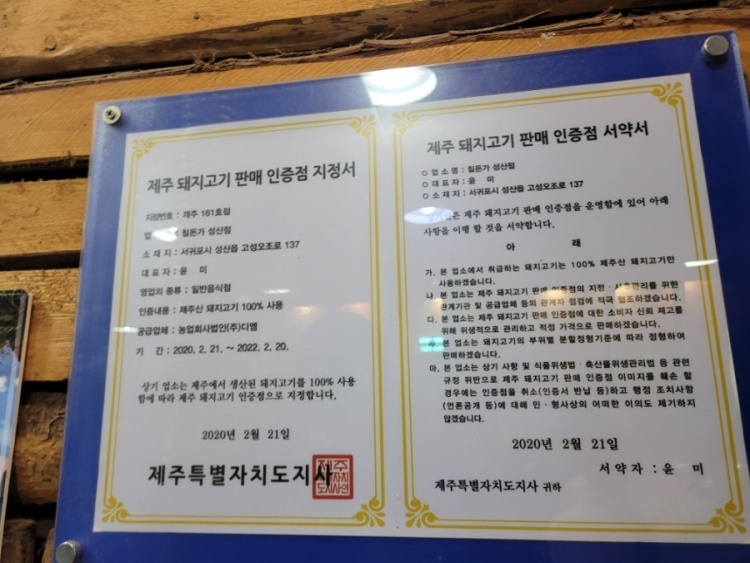 제주 돼지고기 판매 인증점 지정서
지정번호 : 제주 161호점
업 칠돈가 성산점
소 재 지 : 서귀포시 성산읍 고성오조로 137
대 표 자 : 윤 미
영업의 종류 : 일반음식점
인증내용 : 제주산 돼지고기 100% 사용
공급업체 : 농업회사법인(주)디엠
기 간 : 2020. 2. 21. ~ 2022. 2. 20.
상기 업소는 제주에서 생산된 돼지고기를 100% 사용
함에 따라 제주 돼지고기 인증점으로 지정합니다.
2020년 2월 21일
제주특별자치도지사
제주 돼지고기 판매 인증점 서약서
○ 업 소 명 : 칠돈가 성산점
○ 대 표 자 : 윤 미
○ 소 재 지 : 서귀포시 성산읍 고성오조로 137
제주 돼지고기 판매 인증점을 운영함에 있어 아래
사항을 이행 할 것을 서약합니다.
아 래
가. 본 업소에서 취급하는 돼지고기는 100% 제주산 돼지고기만
사용하겠습니다.
나. 본 업소는 제주 돼지고기 판매 인증점의 지원· 사후관리를 위한
관계기관 및 공급업체 등의 관계자 점검에 적극 협조하겠습니다.
다. 본 업소는 제주 돼지고기 판매 인증점에 대한 소비자 신뢰 제고를
위해 위생적으로 관리하고 적정 가격으로 판매하겠습니다.
라. 본 업소는 돼지고기의 부위별 분할정형기준에 따라 정형하여
판매하겠습니다.
마. 본 업소는 상기 사항 및 식품위생법· 축산물위생관리법 등 관련
규정 위반으로 제주 돼지고기 판매 인증점 이미지를 훼손 할
경우에는 인증점을 취소(인증서 반납 등)하고 행정 조치사항
(언론공개 등)에 대해 민· 형사상의 어떠한 이의도 제기하지
않겠습니다.
2020년 2월 21일
서약자 : 윤 미
제주특별자치도지사 귀하